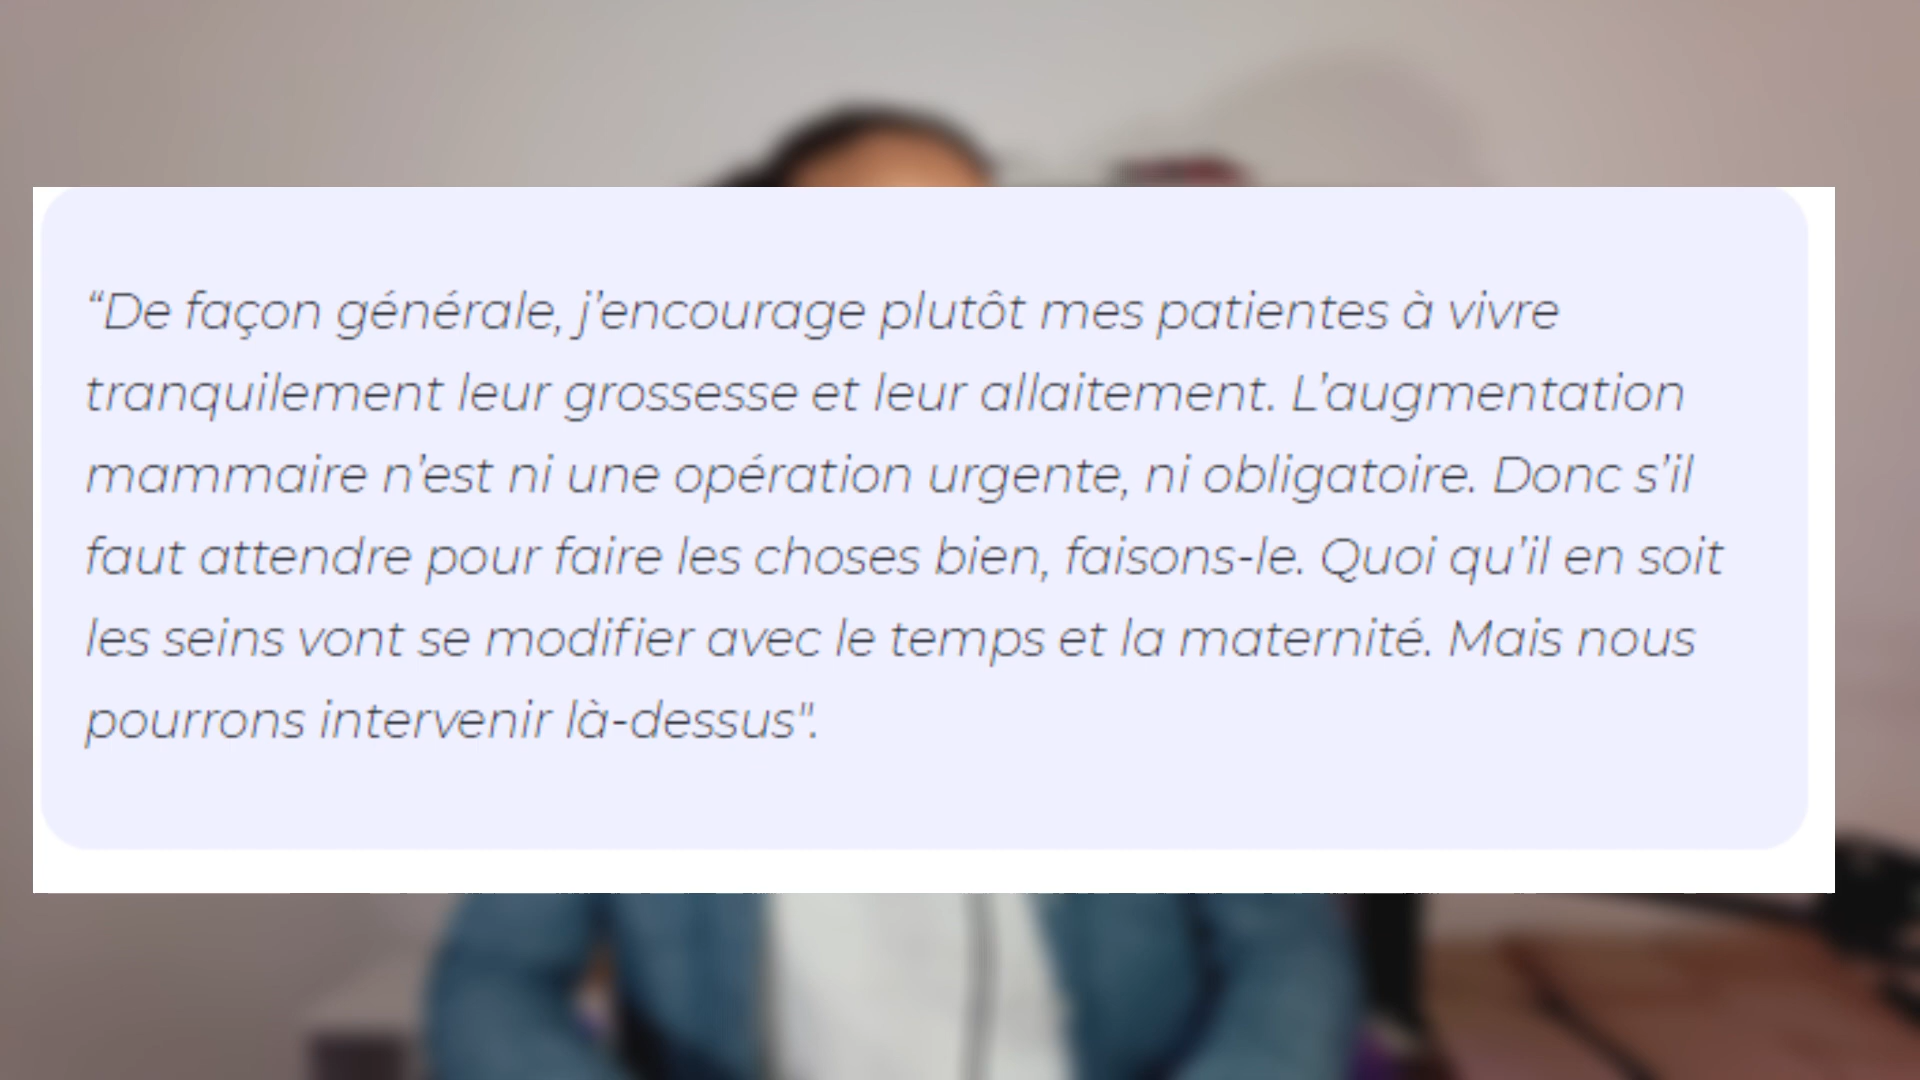 “De façon générale, j’encourage plutôt mes patientes à vivre
tranquilement leur grossesse et leur allaitement. L’augmentation
mammaire n’est ni une opération urgente, ni obligatoire. Donc s’il
faut attendre pour faire les choses bien, faisons-le. Quoi qu’il en soit
les seins vont se modifier avec le temps et la maternité. Mais nous
pourrons intervenir là-dessus".